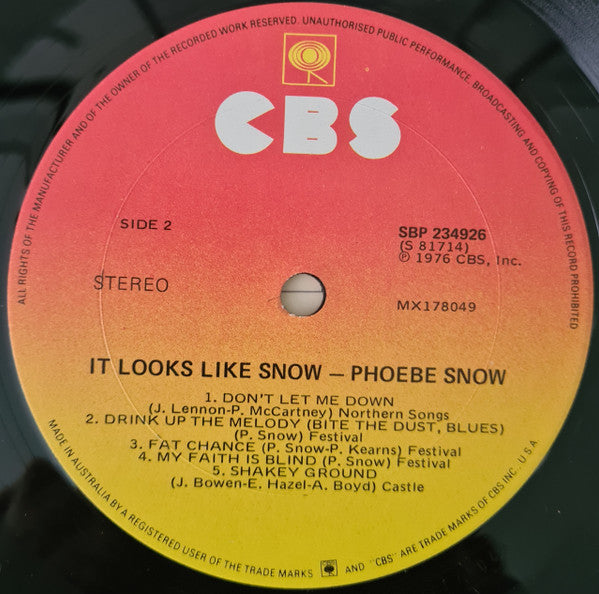 ALL RIGHTS OF THE MANUFACTURER AND OF THE OWNER OF THE RECORDED WORK RESERVED. UNAUTHORISED PUBLIC PERFORMANCE, BROADCASTING AND COPYING OF THIS RECORD PROHIBITED
CBS
SIDE 2
SBP 234926
(S 81714)
℗ 1976 CBS, Inc.
STEREO
MX178049
IT LOOKS LIKE SNOW — PHOEBE SNOW
1. DON'T LET ME DOWN
(J. Lennon-P. McCartney) Northern Songs
2. DRINK UP THE MELODY (BITE THE DUST, BLUES)
(P. Snow) Festival
3. FAT CHANCE (P. Snow-P. Kearns) Festival
4. MY FAITH IS BLIND (P. Snow) Festival
5. SHAKEY GROUND
(J. Bowen-E. Hazel-A. Boyd) Castle
MADE IN AUSTRALIA BY A REGISTERED USER OF THE TRADE MARKS AND "CBS" ARE TRADE MARKS OF CBS INC. U S A